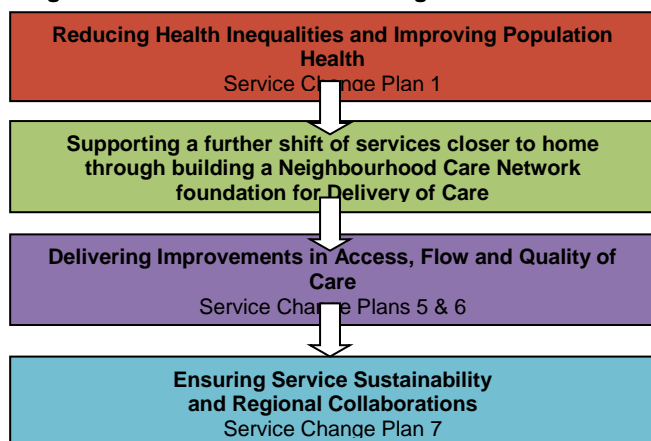 Reducing Health Inequalities and Improving Population
Health
Service Change Plan 1
Supporting a further shift of services closer to home
through building a Neighbourhood Care Network
foundation for Delivery of Care
Delivering Improvements in Access, Flow and Quality of
Care
Service Change Plans 5 & 6
Ensuring Service Sustainability
and Regional Collaborations
Service Change Plan 7